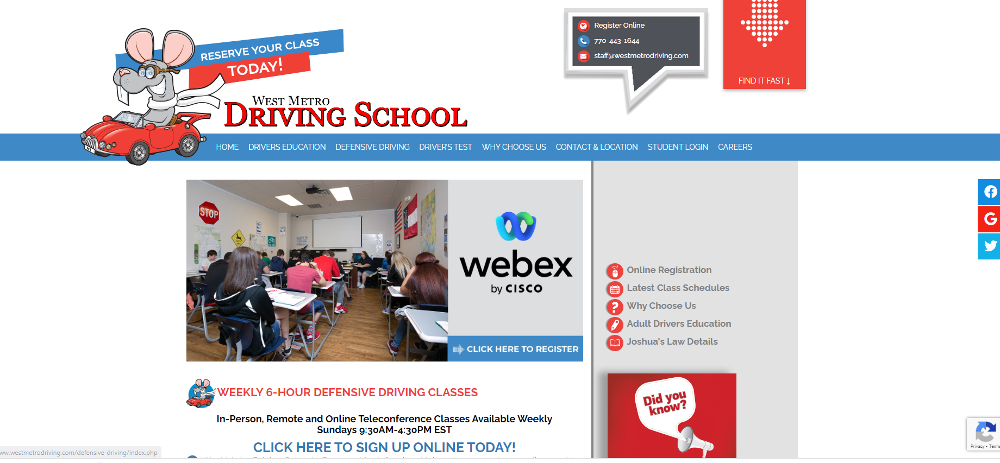 RESERVE YOUR CLASS
TODAY!
WEST METRO
DRIVING SCHOOL
Register Online
770-443-1644
staff@westmetrodriving.com
FIND IT FAST ↓
HOME DRIVERS EDUCATION DEFENSIVE DRIVING DRIVER'S TEST WHY CHOOSE US CONTACT & LOCATION STUDENT LOGIN CAREERS
STOP
webex
by CISCO
CLICK HERE TO REGISTER
Online Registration
Latest Class Schedules
Why Choose Us
Adult Drivers Education
Joshua's Law Details
WEEKLY 6-HOUR DEFENSIVE DRIVING CLASSES
In-Person, Remote and Online Teleconference Classes Available Weekly
Sundays 9:30AM-4:30PM EST
CLICK HERE TO SIGN UP ONLINE TODAY!
Did you
know?
Privacy - Terms
ww.westmetrodriving.com/defensive-driving/index.php